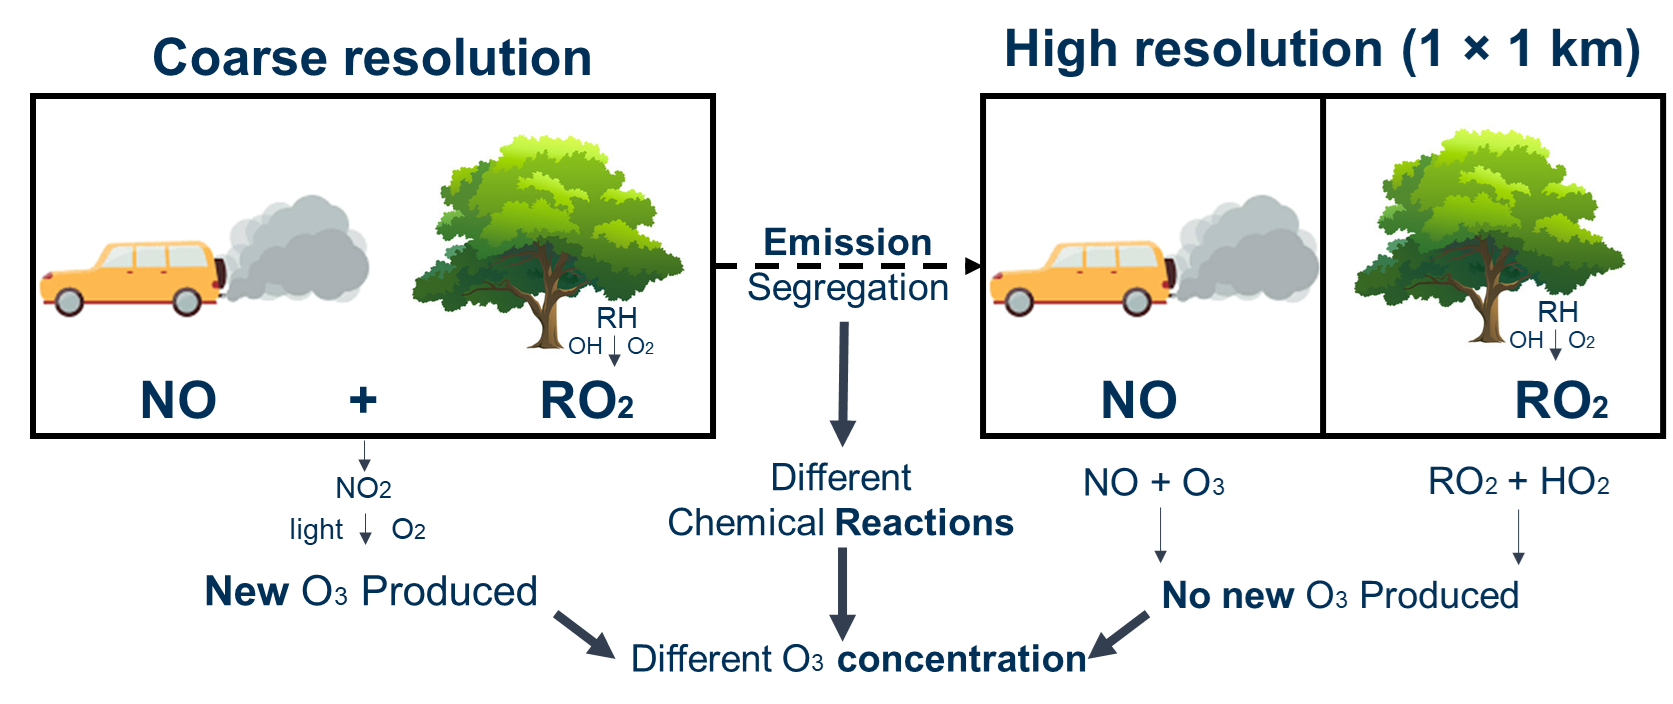 Coarse resolution
High resolution (1 × 1 km)
Emission
Segregation
RH
OH O₂
NO + RO₂
RH
OH O₂
NO RO₂
NO₂
light O₂
New O₃ Produced
Different
Chemical Reactions
NO + O₃
RO₂ + HO₂
No new O₃ Produced
Different O₃ concentration